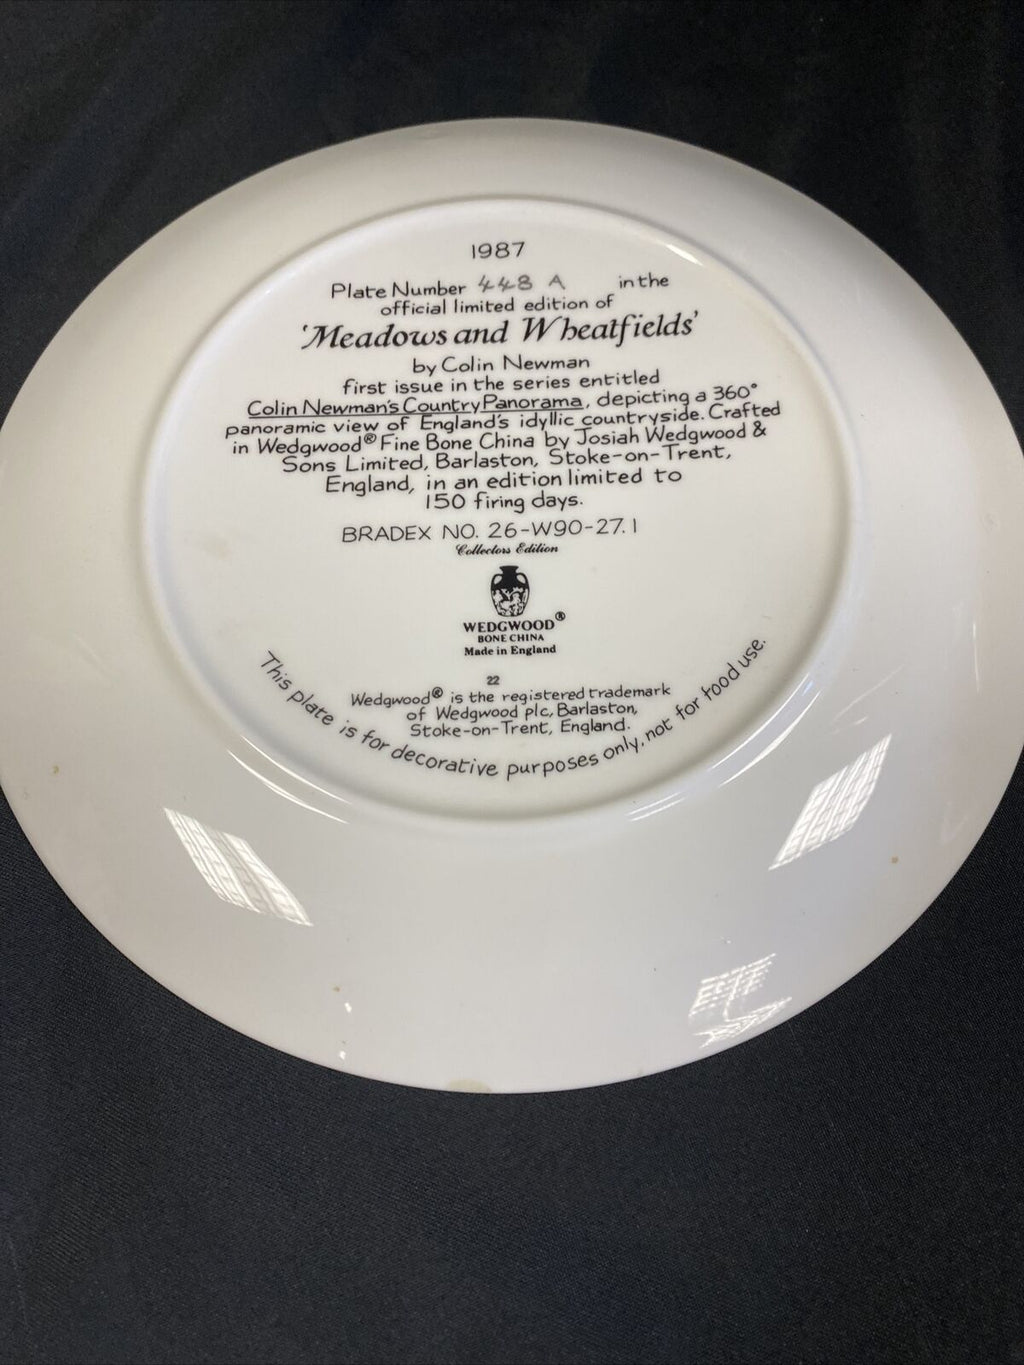 1987
Plate Number 448 A in the
official limited edition of
'Meadows and Wheatfields'
by Colin Newman
first issue in the series entitled
Colin Newman's Country Panorama, depicting a 360°
panoramic view of England's idyllic countryside. Crafted
in Wedgwood® Fine Bone China by Josiah Wedgwood &
Sons Limited, Barlaston, Stoke-on-Trent,
England, in an edition limited to
150 firing days.
BRADEX NO. 26-W90-27.1
Collectors Edition
WEDGWOOD®
BONE CHINA
Made in England
22
Wedgwood® is the registered trademark
of Wedgwood plc, Barlaston,
Stoke-on-Trent, England.
This plate is for decorative purposes only, not for food use.